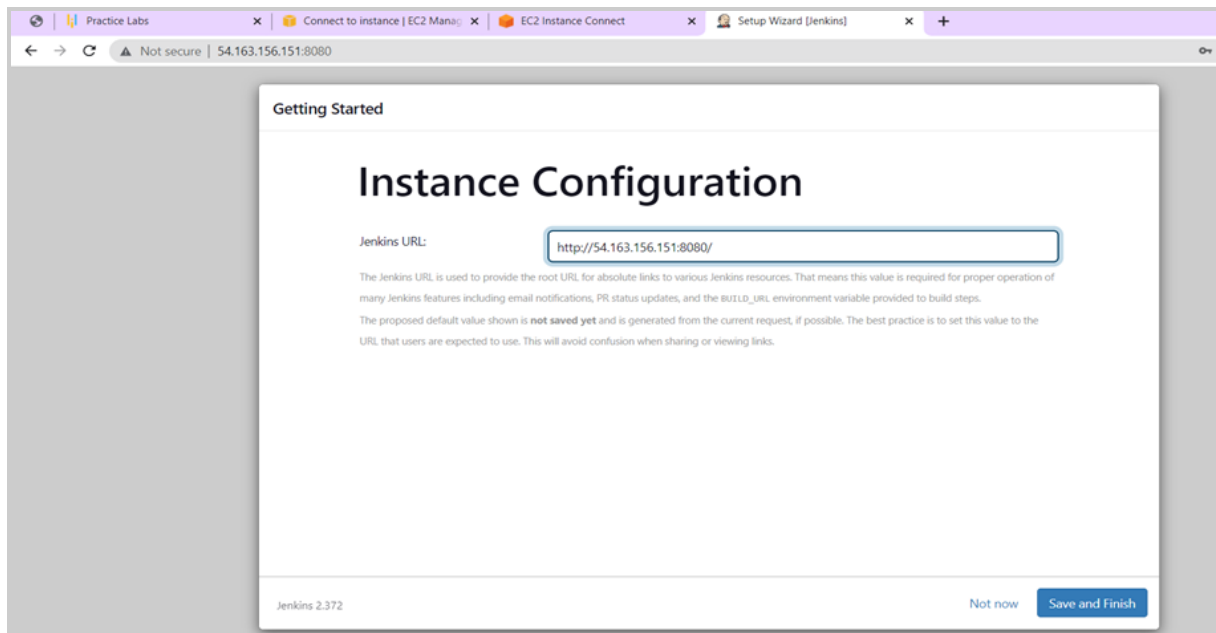 Practice Labs
Connect to instance | EC2 Manag
EC2 Instance Connect
Setup Wizard [Jenkins]
Not secure | 54.163.156.151:8080
Getting Started
Instance Configuration
Jenkins URL:
http://54.163.156.151:8080/
The Jenkins URL is used to provide the root URL for absolute links to various Jenkins resources. That means this value is required for proper operation of
many Jenkins features including email notifications, PR status updates, and the BUILD_URL environment variable provided to build steps.
The proposed default value shown is not saved yet and is generated from the current request, if possible. The best practice is to set this value to the
URL that users are expected to use. This will avoid confusion when sharing or viewing links.
Jenkins 2.372
Not now
Save and Finish